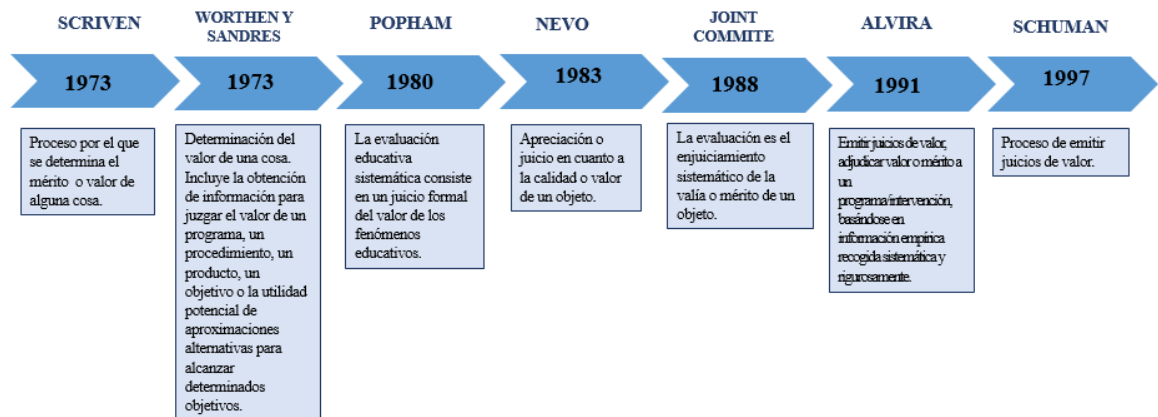 SCRIVEN
1973
Proceso por el que
se determina el
mérito o valor de
alguna cosa.
WORTHEN Y
SANDRES
1973
Determinación del
valor de una cosa.
Incluye la obtención
de información para
juzgar el valor de un
programa, un
procedimiento, un
producto, un
objetivo o la utilidad
potencial de
aproximaciones
alternativas para
alcanzar
determinados
objetivos.
POPHAM
1980
La evaluación
educativa
sistemática consiste
en un juicio formal
del valor de los
fenómenos
educativos.
NEVO
1983
Apreciación o
juicio en cuanto a
la calidad o valor
de un objeto.
JOINT
COMMITE
1988
La evaluación es el
enjuiciamiento
sistemático de la
valía o mérito de un
objeto.
ALVIRA
1991
Emitir juicios de valor,
adjudicar valor o mérito a
un
programa/intervención,
basándose en
información empírica
recogida sistemática y
rigurosamente.
SCHUMAN
1997
Proceso de emitir
juicios de valor.